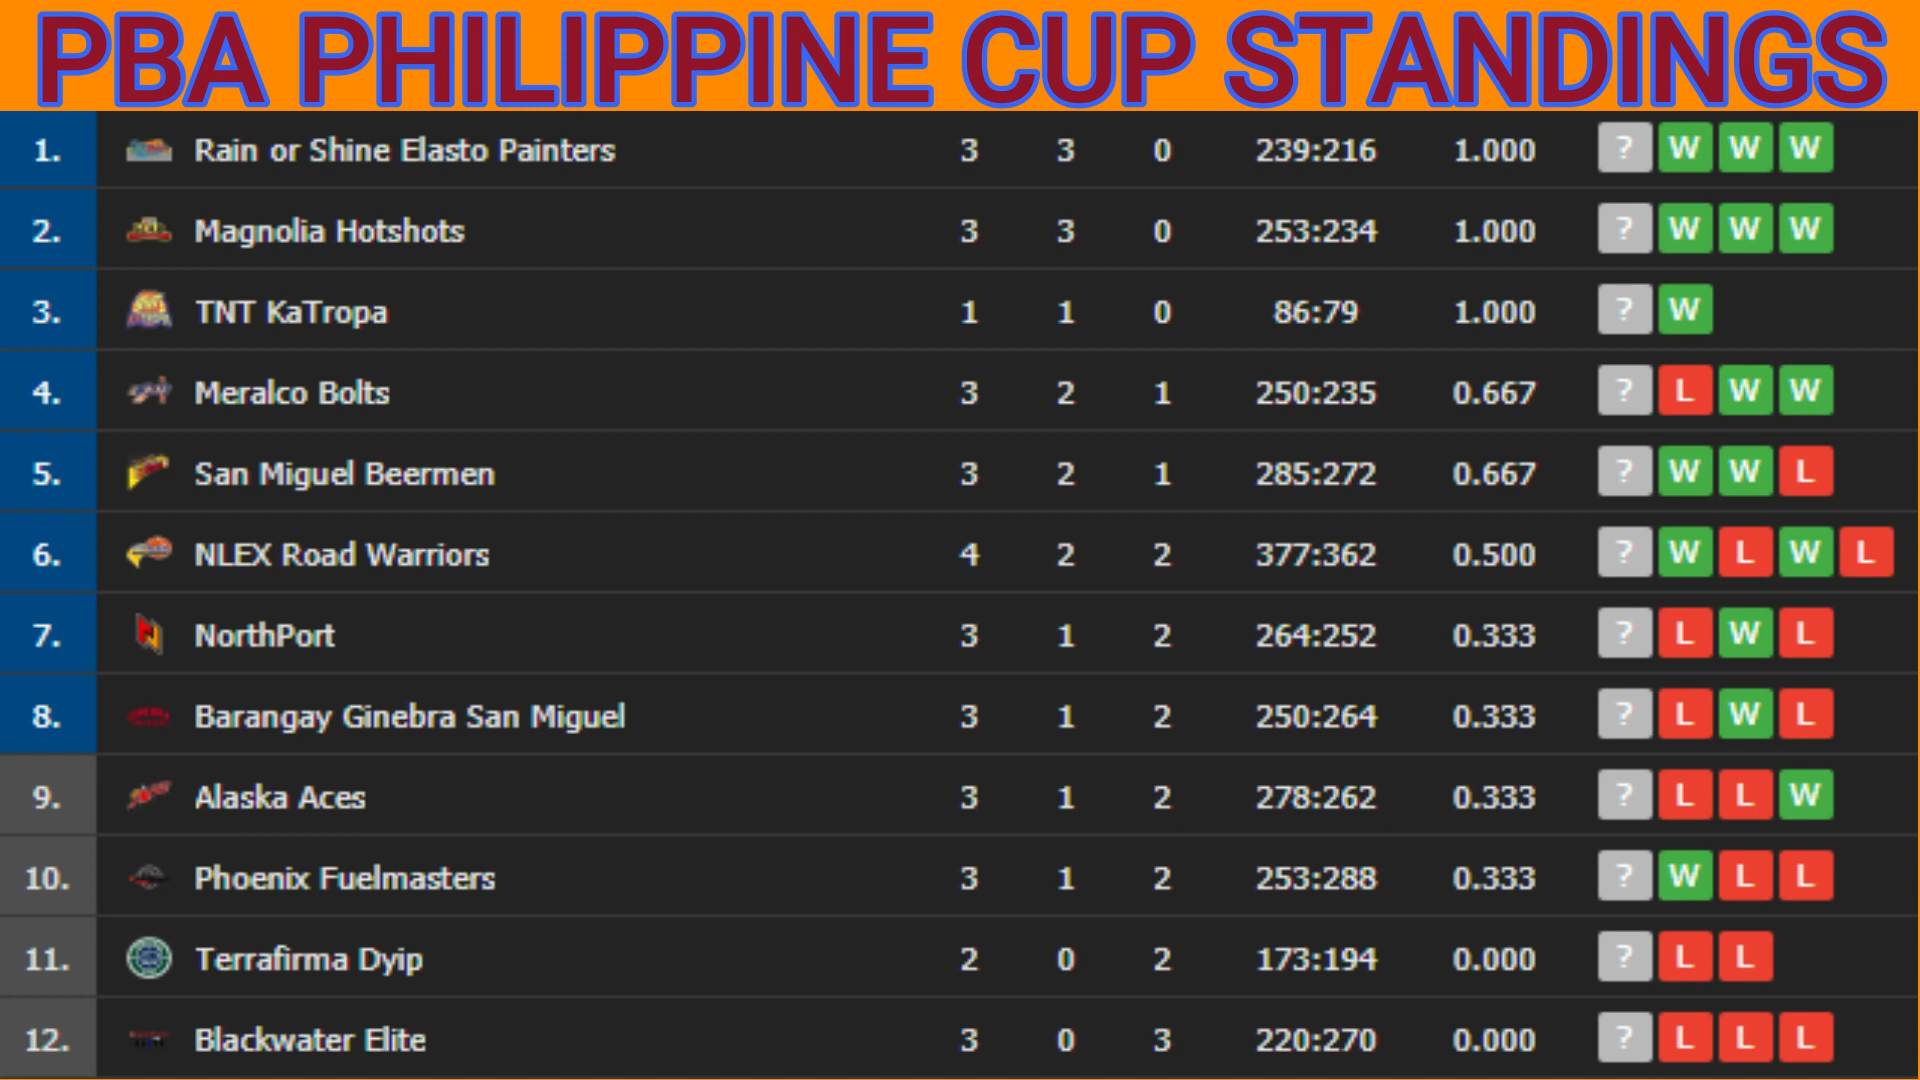 PBA PHILIPPINE CUP STANDINGS
1. Rain or Shine Elasto Painters 3 3 0 239:216 1.000 ? W W W
2. Magnolia Hotshots 3 3 0 253:234 1.000 ? W W W
3. TNT KaTropa 1 1 0 86:79 1.000 ? W
4. Meralco Bolts 3 2 1 250:235 0.667 ? L W W
5. San Miguel Beermen 3 2 1 285:272 0.667 ? W W L
6. NLEX Road Warriors 4 2 2 377:362 0.500 ? W L W L
7. NorthPort 3 1 2 264:252 0.333 ? L W L
8. Barangay Ginebra San Miguel 3 1 2 250:264 0.333 ? L W L
9. Alaska Aces 3 1 2 278:262 0.333 ? L L W
10. Phoenix Fuelmasters 3 1 2 253:288 0.333 ? W L L
11. Terrafirma Dyip 2 0 2 173:194 0.000 ? L L
12. Blackwater Elite 3 0 3 220:270 0.000 ? L L L